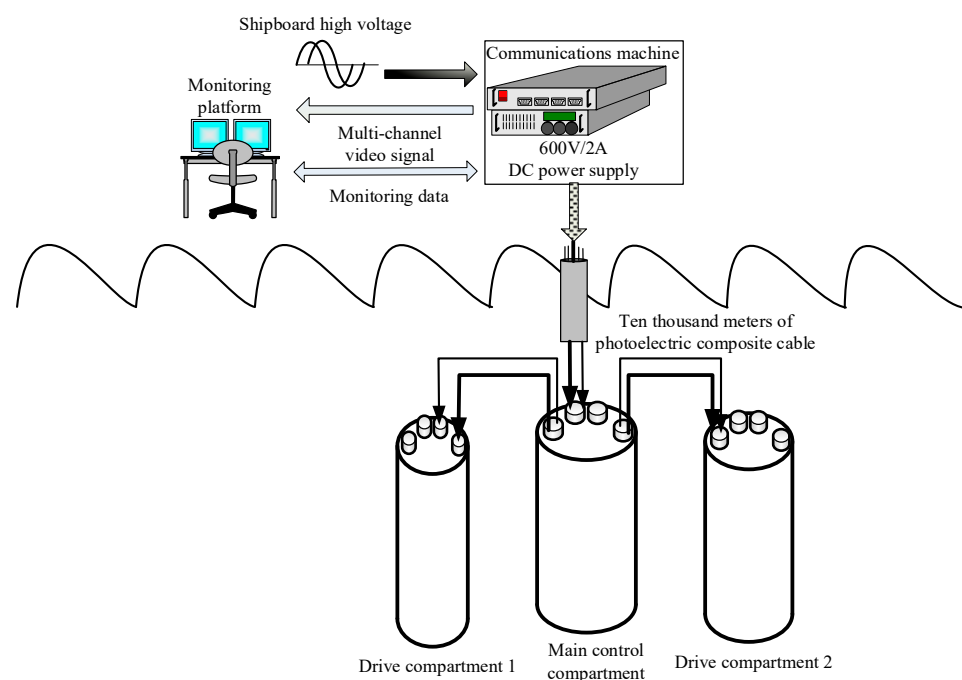 Shipboard high voltage
Communications machine
Monitoring
platform
Multi-channel
video signal
600V/2A
DC power supply
Monitoring data
Ten thousand meters of
photoelectric composite cable
Drive compartment 1
Main control
compartment
Drive compartment 2